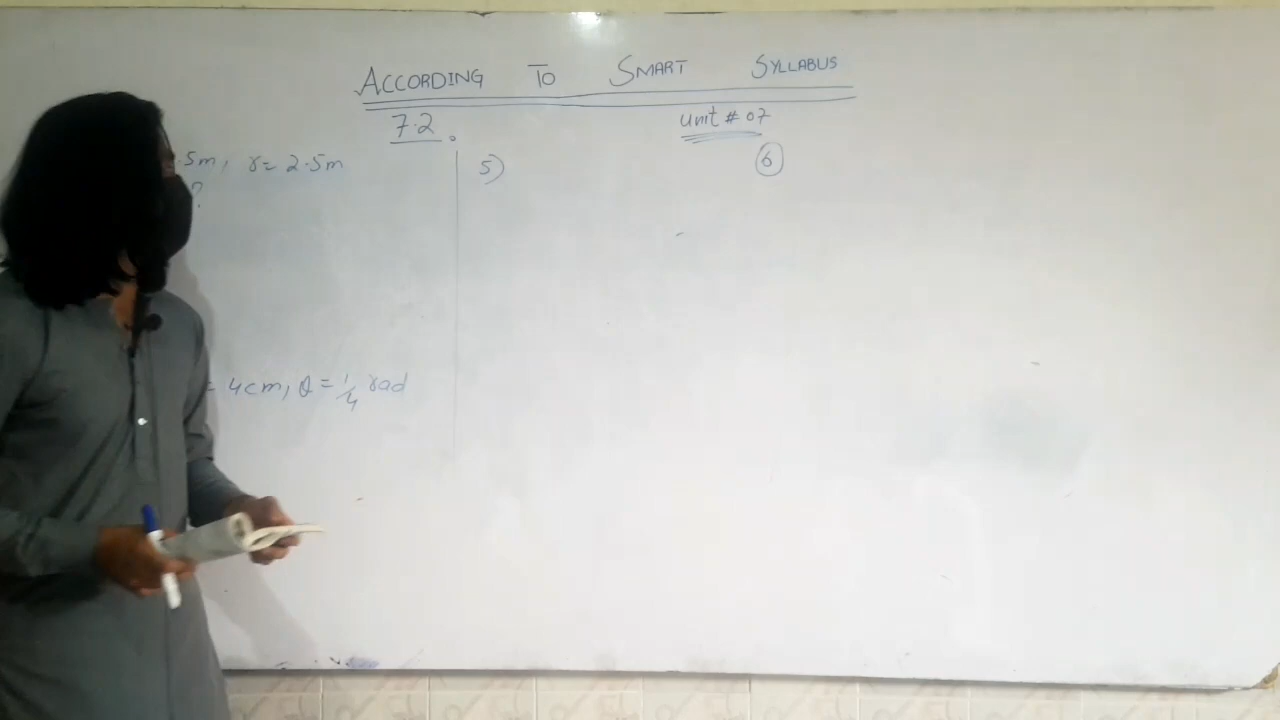 ACCORDING TO SMART SYLLABUS
7.2.
Unit # 07
.5m, r = 2.5m
?
5)
6
= 4cm, θ = 1/4 rad